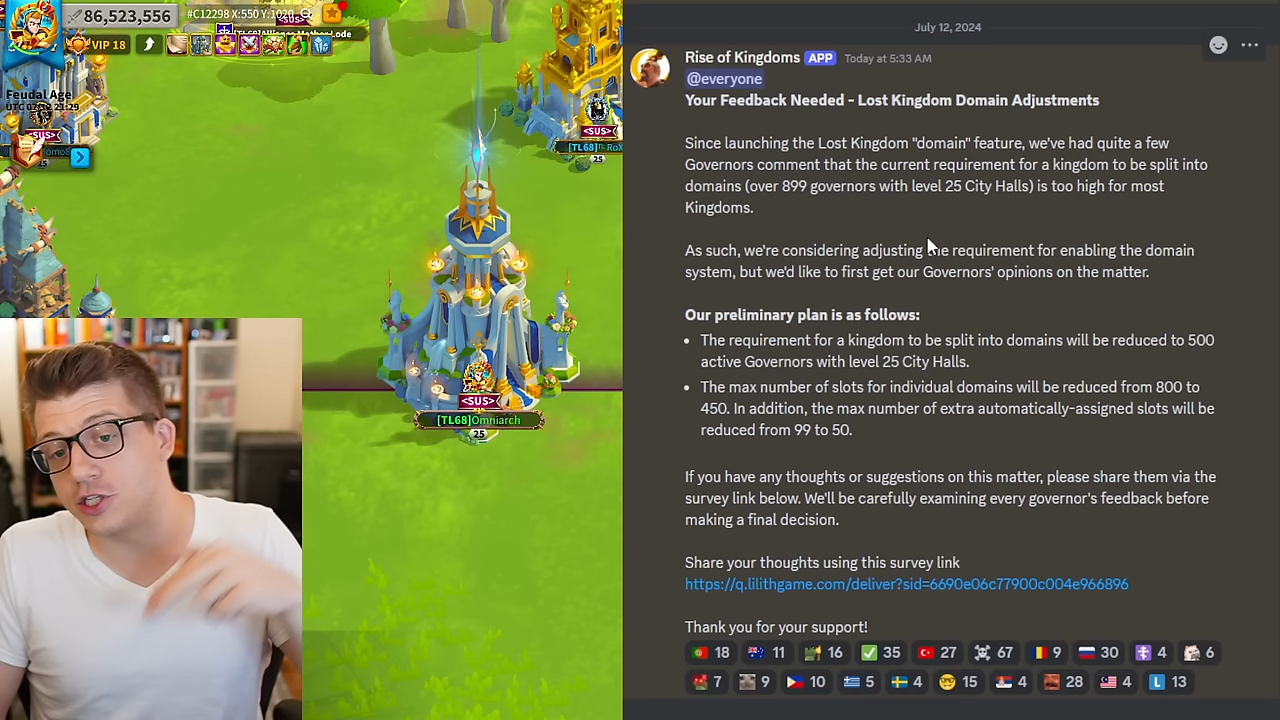 86,523,556
#C12298 X:550 Y:1020
VIP 18
Feudal Age
<SUS>
<SUS>
[TL68]
25
<SUS>
[TL68]Omniarch
25
July 12, 2024
Rise of Kingdoms APP Today at 5:33 AM
@everyone
Your Feedback Needed - Lost Kingdom Domain Adjustments
Since launching the Lost Kingdom "domain" feature, we've had quite a few
Governors comment that the current requirement for a kingdom to be split into
domains (over 899 governors with level 25 City Halls) is too high for most
Kingdoms.
As such, we're considering adjusting the requirement for enabling the domain
system, but we'd like to first get our Governors' opinions on the matter.
Our preliminary plan is as follows:
• The requirement for a kingdom to be split into domains will be reduced to 500
active Governors with level 25 City Halls.
• The max number of slots for individual domains will be reduced from 800 to
450. In addition, the max number of extra automatically-assigned slots will be
reduced from 99 to 50.
If you have any thoughts or suggestions on this matter, please share them via the
survey link below. We'll be carefully examining every governor's feedback before
making a final decision.
Share your thoughts using this survey link
https://q.lilithgame.com/deliver?sid=6690e06c77900c004e966896
Thank you for your support!
18 11 16 35 27 67 9 30 4 6
7 9 10 5 4 15 4 28 4 L 13